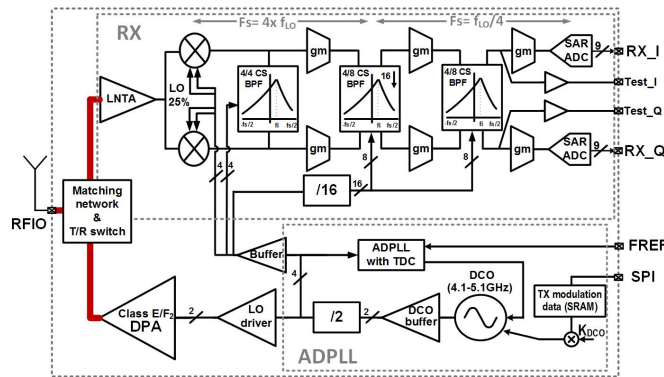 RX
Fs= 4x fLO
Fs= fLO/4
LNTA
LO
25%
4/4 CS
BPF
-fs/2 fi fs/2
gm
gm
4/8 CS
BPF
16
-fs/2 fi fs/2
gm
gm
4/8 CS
BPF
-fs/2 fi fs/2
gm
gm
SAR
ADC
9
RX_I
Test_I
Test_Q
SAR
ADC
9
RX_Q
4 4
8
8
/16
16
RFIO
Matching
network
&
T/R switch
Buffer
4
ADPLL
with TDC
FREF
SPI
DCO
(4.1-5.1GHz)
TX modulation
data (SRAM)
KDCO
Class E/F2
DPA
2
LO
driver
/2
2
DCO
buffer
ADPLL